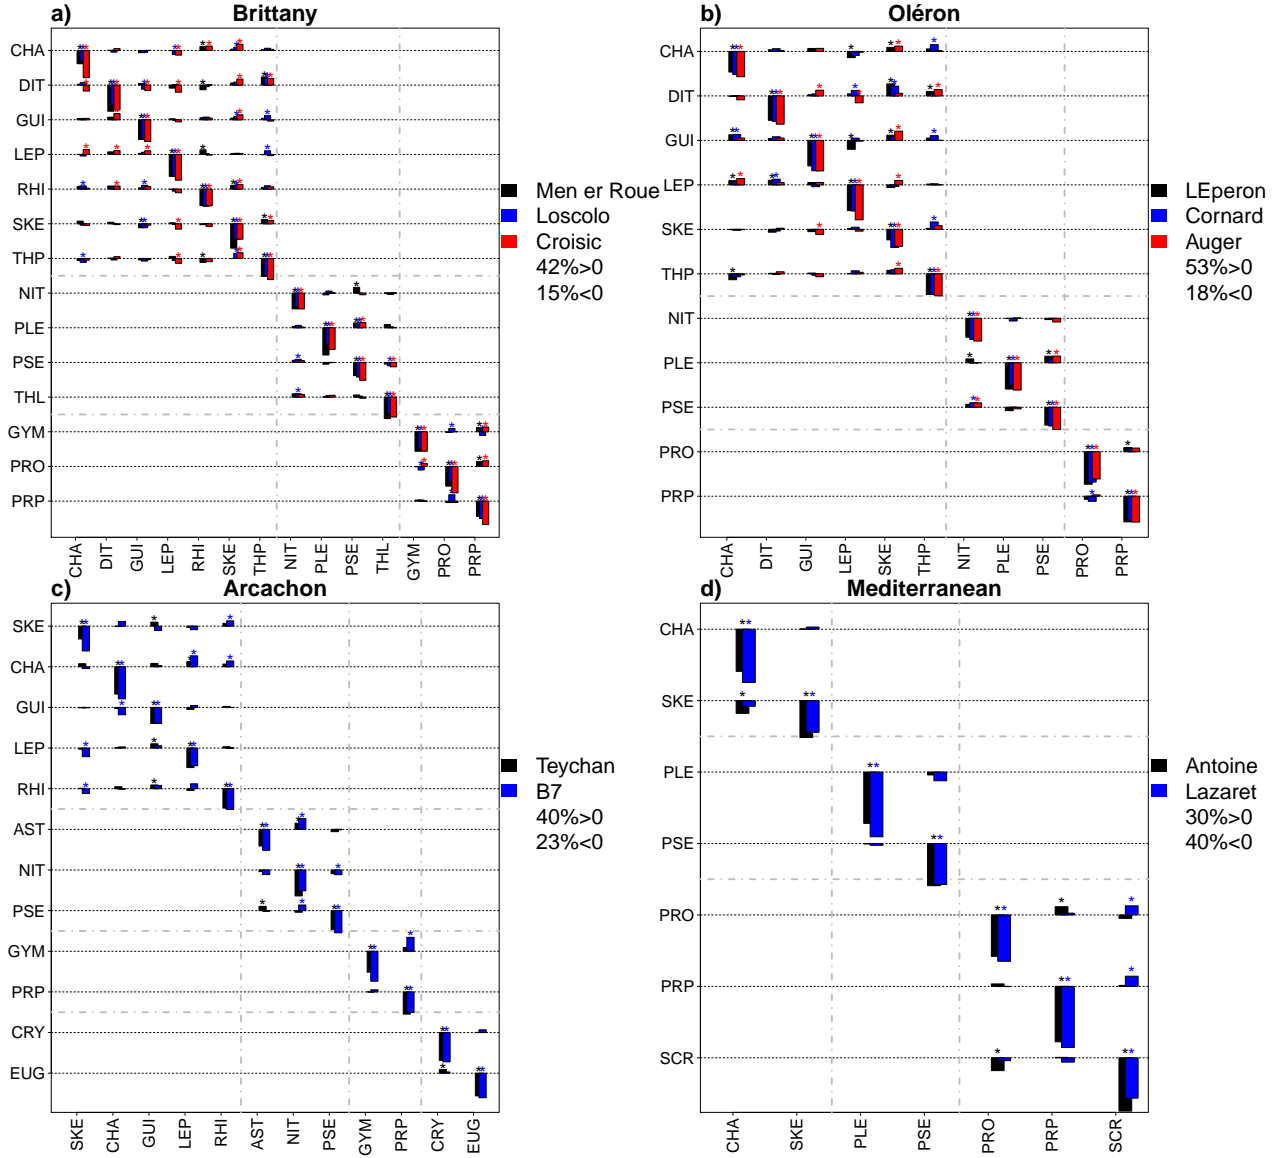 a) Brittany
CHA
DIT
GUI
LEP
RHI
SKE
THP
NIT
PLE
PSE
THL
GYM
PRO
PRP
CHA DIT GUI LEP RHI SKE THP NIT PLE PSE THL GYM PRO PRP
Men er Roue
Loscolo
Croisic
42%>0
15%<0
b) Oléron
CHA
DIT
GUI
LEP
SKE
THP
NIT
PLE
PSE
PRO
PRP
CHA DIT GUI LEP SKE THP NIT PLE PSE PRO PRP
LEperon
Cornard
Auger
53%>0
18%<0
c) Arcachon
SKE
CHA
GUI
LEP
RHI
AST
NIT
PSE
GYM
PRP
CRY
EUG
SKE CHA GUI LEP RHI AST NIT PSE GYM PRP CRY EUG
Teychan
B7
40%>0
23%<0
d) Mediterranean
CHA
SKE
PLE
PSE
PRO
PRP
SCR
CHA SKE PLE PSE PRO PRP SCR
Antoine
Lazaret
30%>0
40%<0